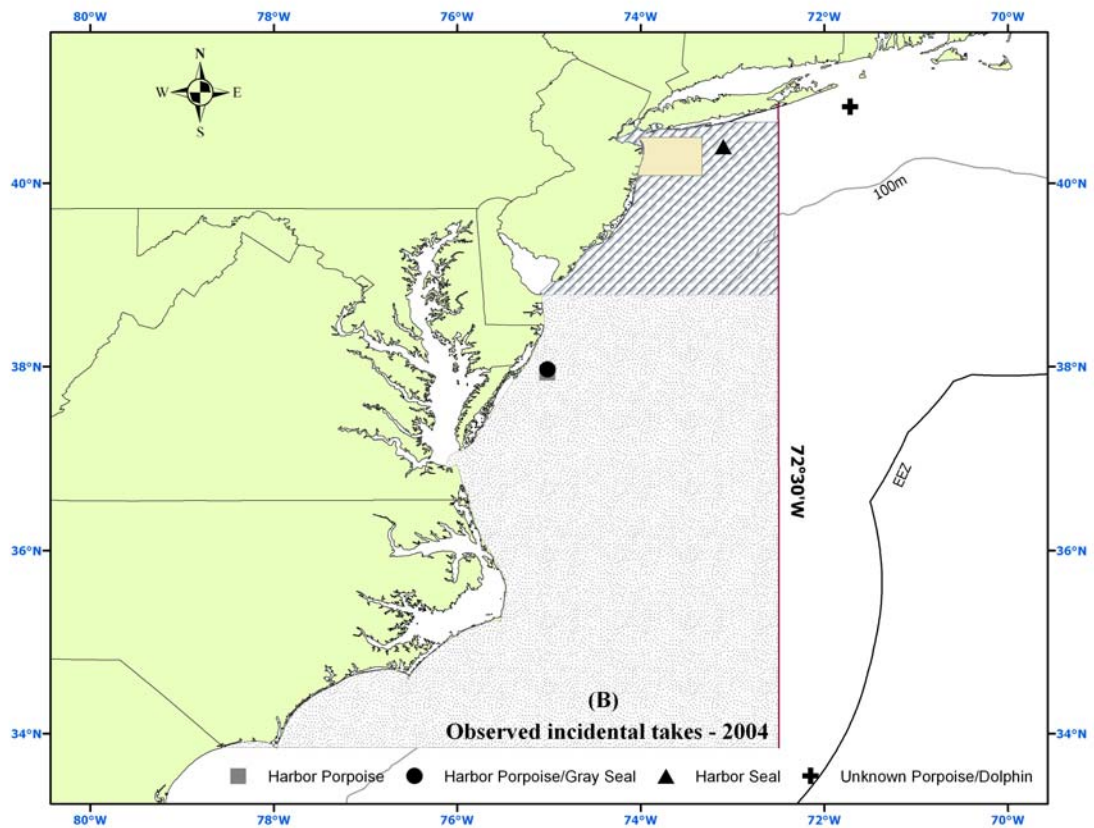 80°W 78°W 76°W 74°W 72°W 70°W
N
W E
S
40°N 40°N
100m
38°N 38°N
72°30'W
EEZ
36°N 36°N
(B)
34°N 34°N
Observed incidental takes - 2004
Harbor Porpoise Harbor Porpoise/Gray Seal Harbor Seal Unknown Porpoise/Dolphin
80°W 78°W 76°W 74°W 72°W 70°W